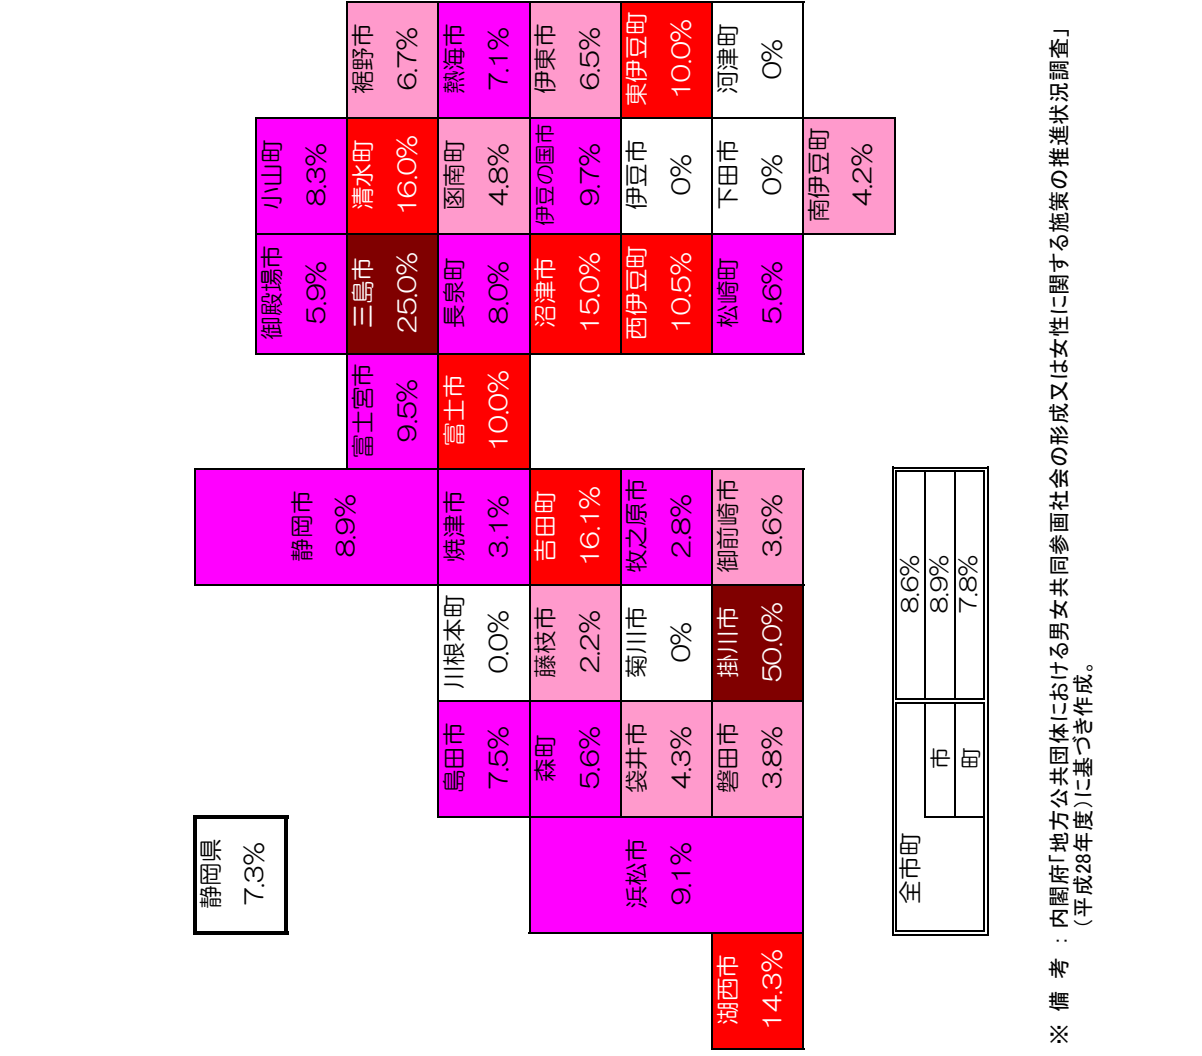 静岡県
7.3%
静岡市
8.9%
御殿場市
5.9%
小山町
8.3%
富士宮市
9.5%
三島市
25.0%
清水町
16.0%
裾野市
6.7%
島田市
7.5%
川根本町
0.0%
焼津市
3.1%
富士市
10.0%
長泉町
8.0%
函南町
4.8%
熱海市
7.1%
森町
5.6%
藤枝市
2.2%
吉田町
16.1%
沼津市
15.0%
伊豆の国市
9.7%
伊東市
6.5%
浜松市
9.1%
袋井市
4.3%
菊川市
0%
牧之原市
2.8%
西伊豆町
10.5%
伊豆市
0%
東伊豆町
10.0%
湖西市
14.3%
磐田市
3.8%
掛川市
50.0%
御前崎市
3.6%
松崎町
5.6%
下田市
0%
河津町
0%
南伊豆町
4.2%
全市町 8.6%
市 8.9%
町 7.8%
※ 備 考 : 内閣府「地方公共団体における男女共同参画社会の形成又は女性に関する施策の推進状況調査」
(平成28年度)に基づき作成。